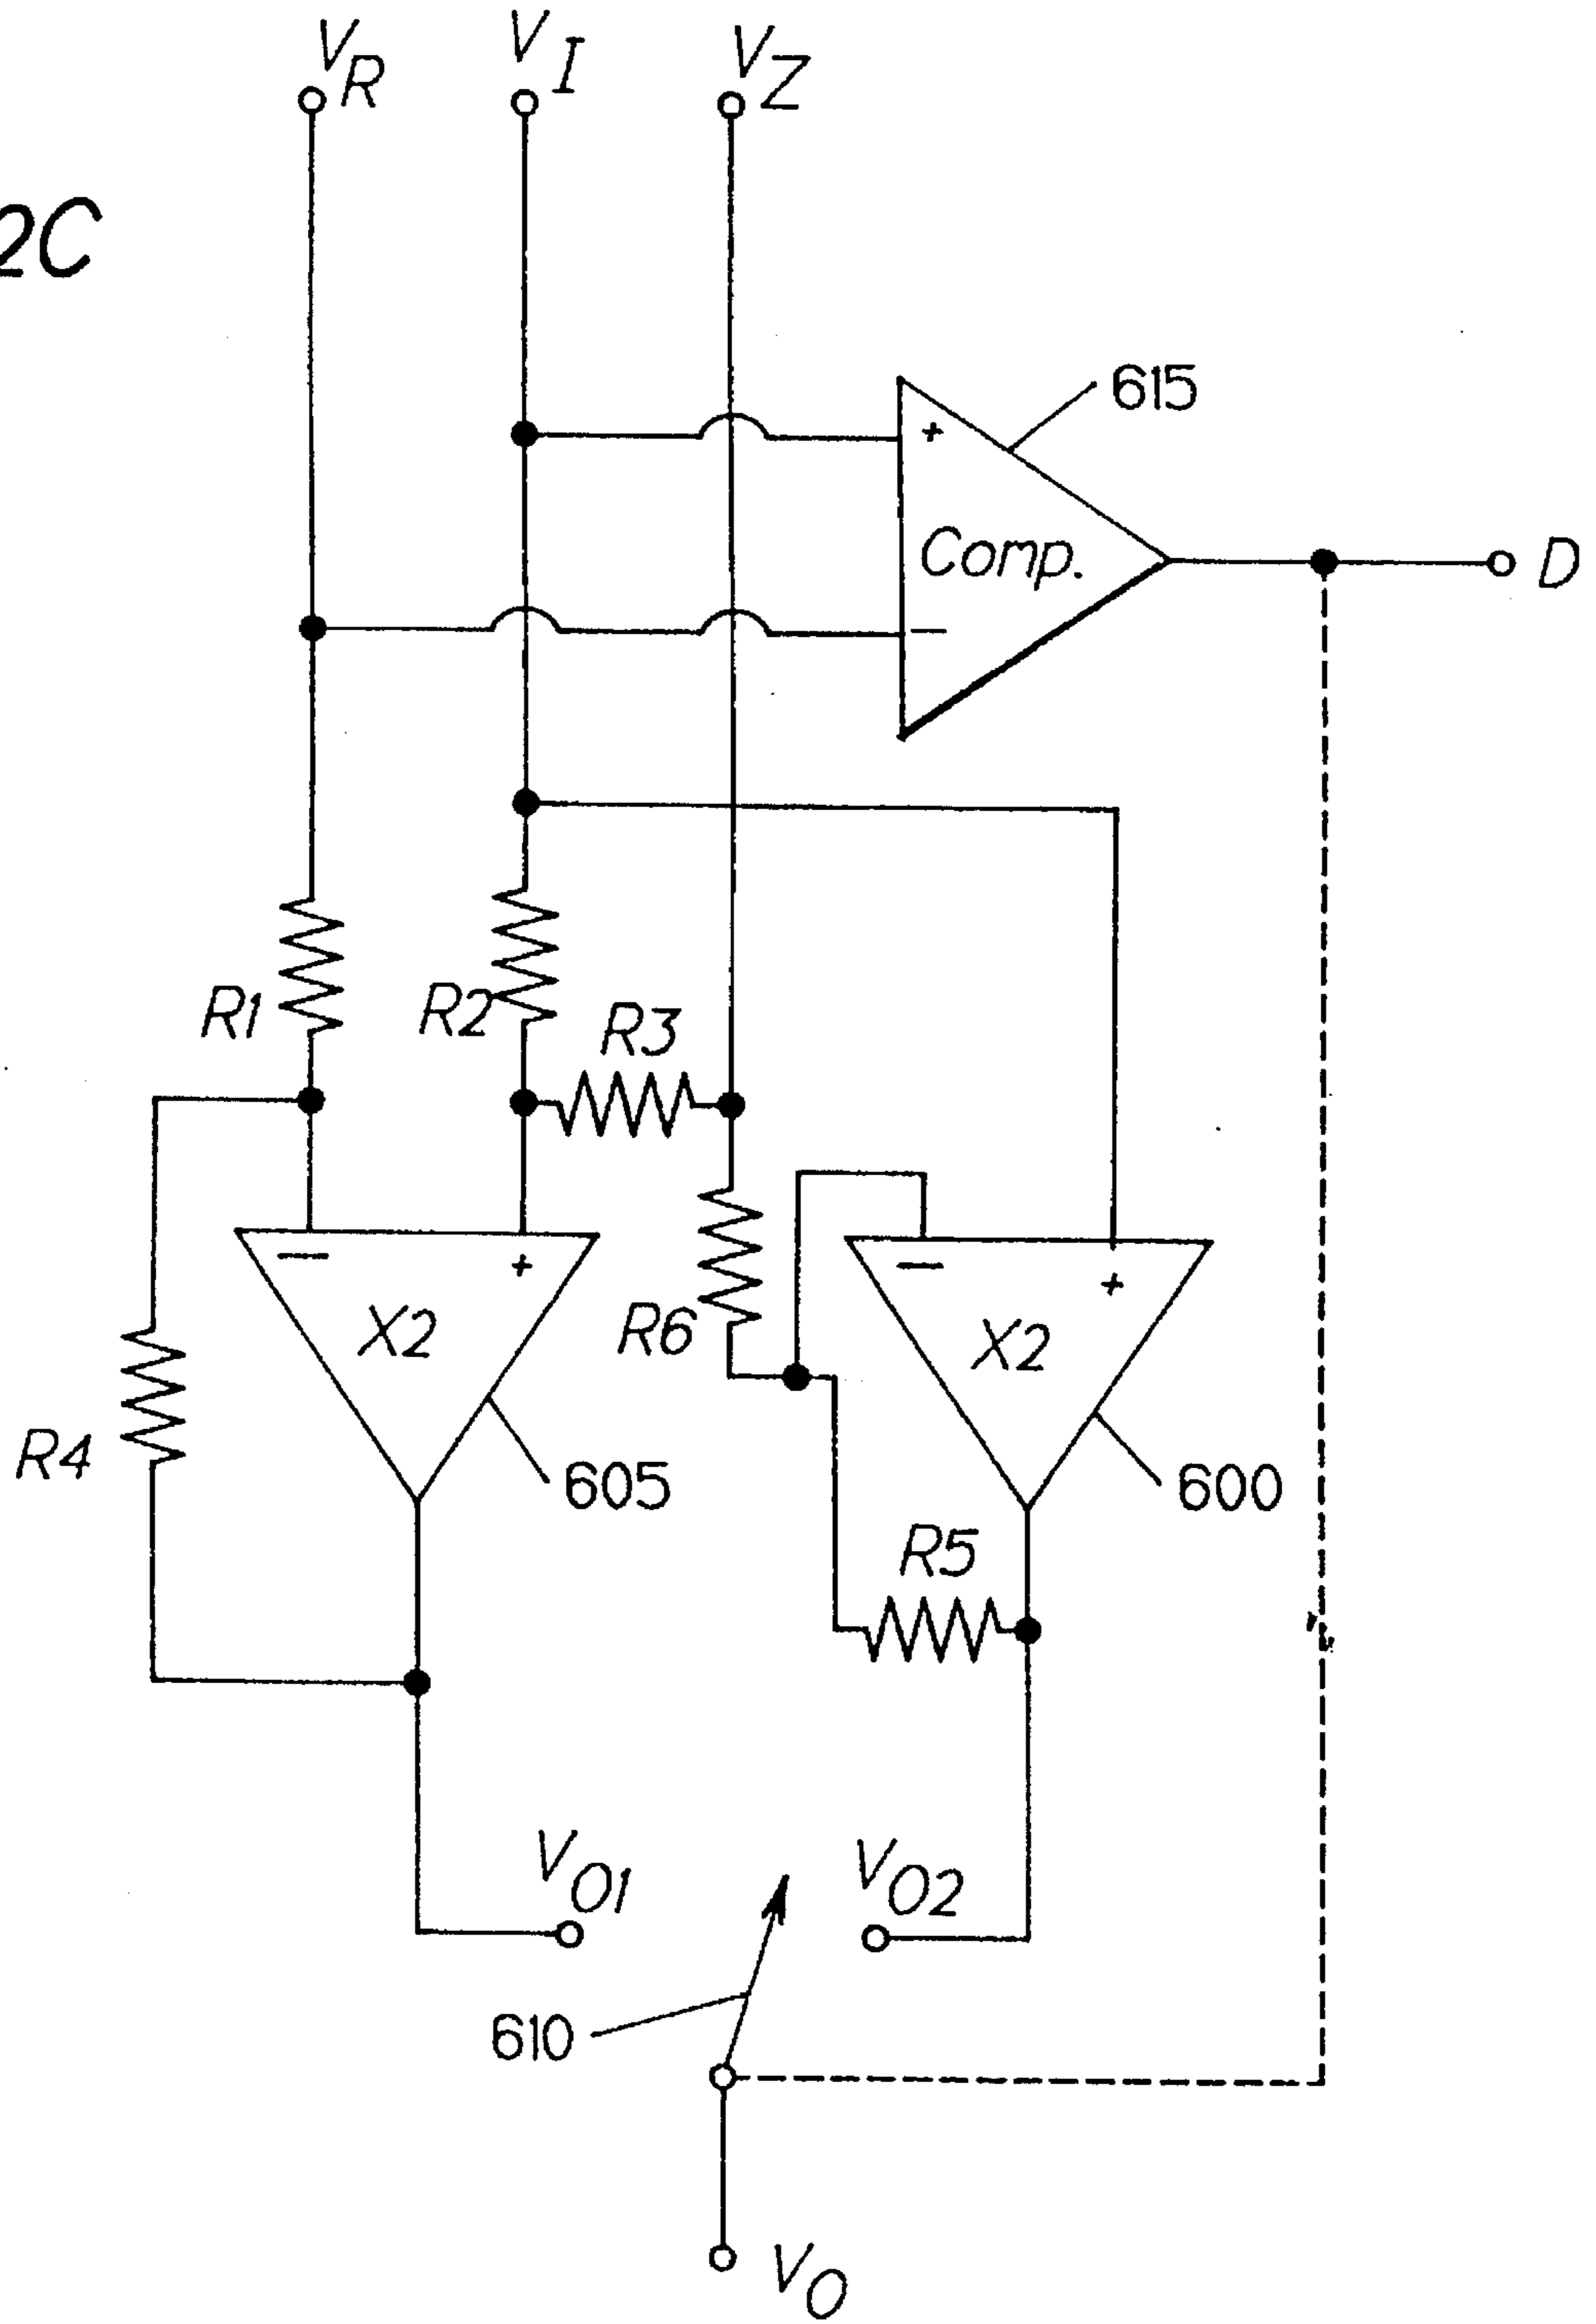 VR
VI
VZ
2C
615
+
Comp.
D
−
R1
R2
R3
−
+
X2
R6
−
+
X2
R4
605
600
R5
VO1
VO2
610
VO